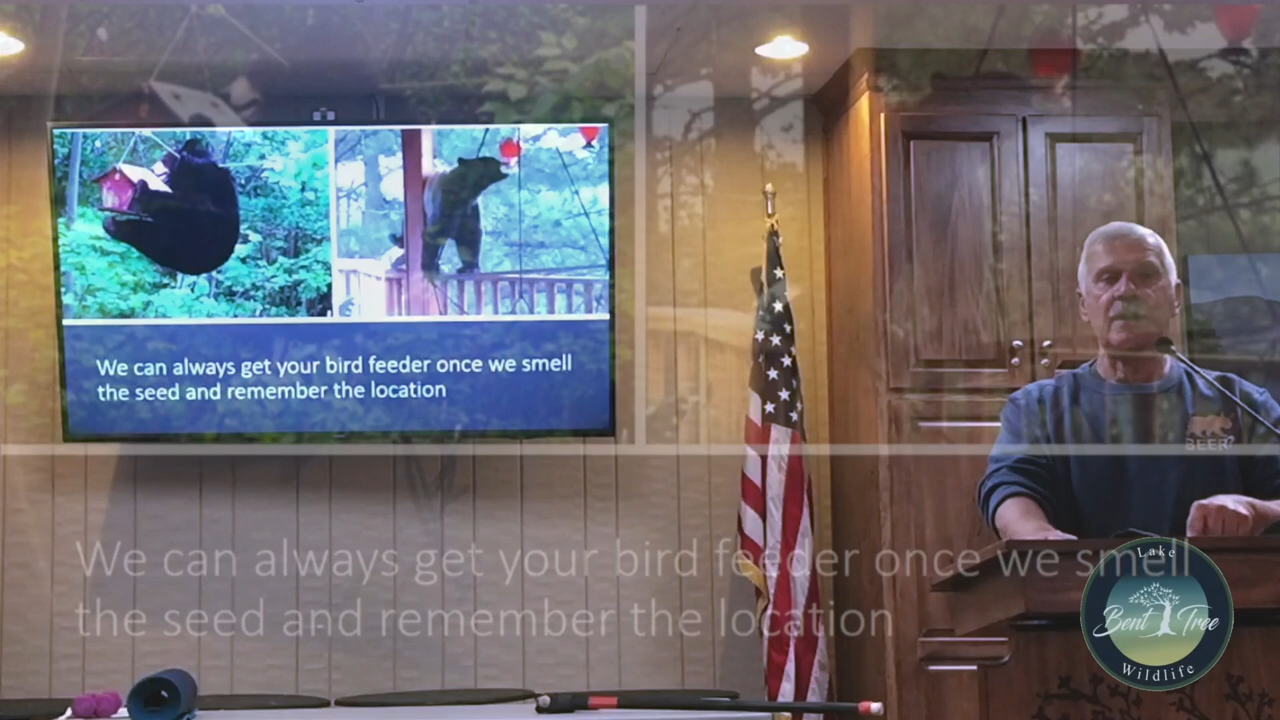 We can always get your bird feeder once we smell
the seed and remember the location
BEER?
We can always get your bird feeder once we smell
the seed and remember the location
Lake
Bent Tree
Wildlife